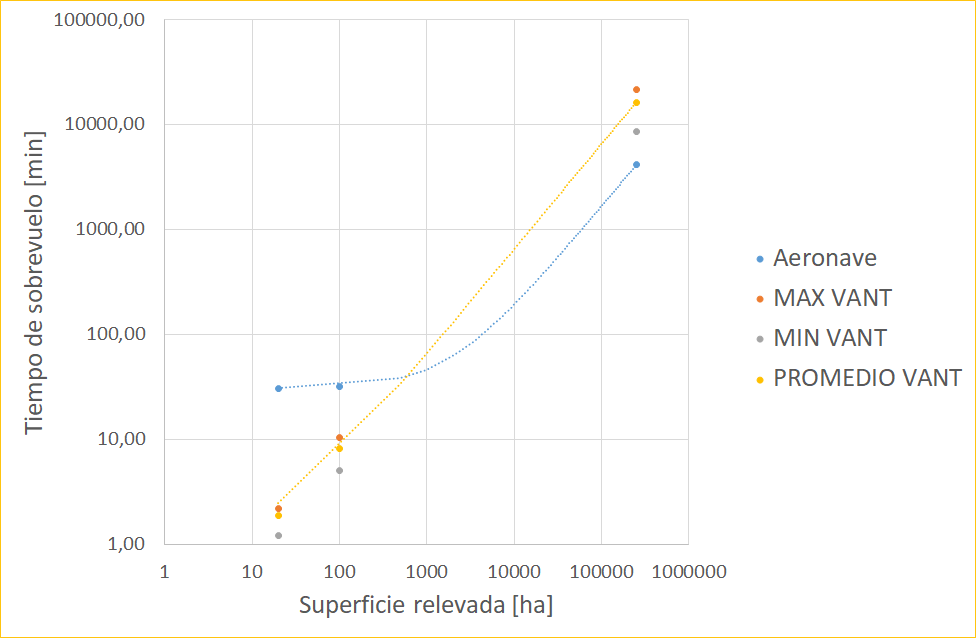 100000,00
10000,00
1000,00
100,00
10,00
1,00
Tiempo de sobrevuelo [min]
1 10 100 1000 10000 100000 1000000
Superficie relevada [ha]
Aeronave
MAX VANT
MIN VANT
PROMEDIO VANT